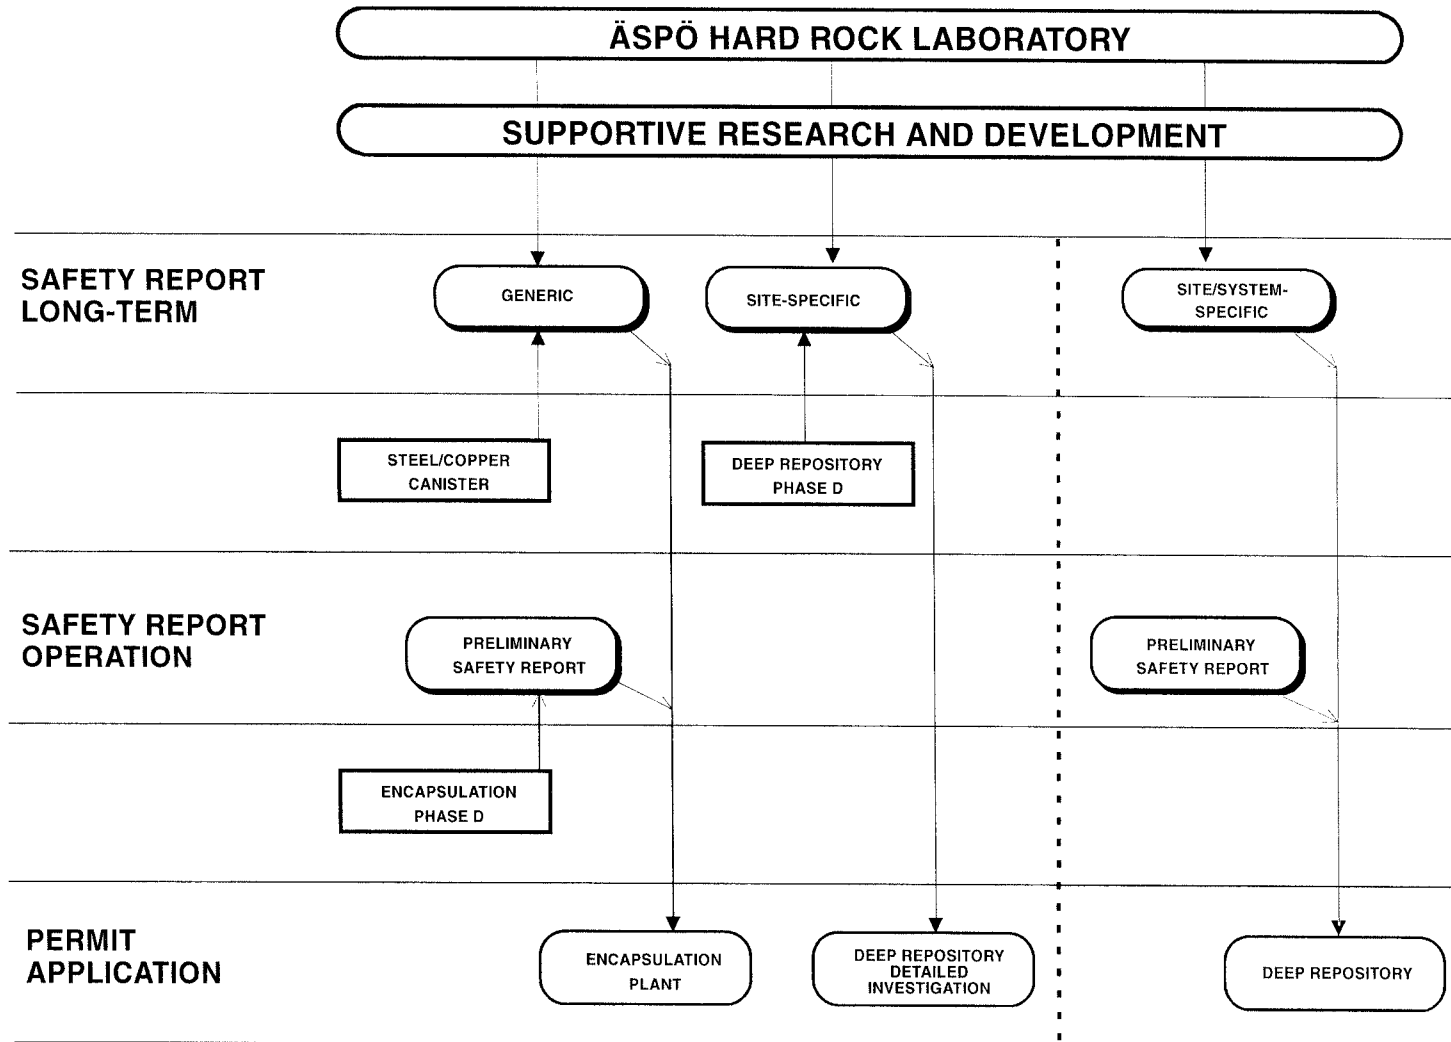 ÄSPÖ HARD ROCK LABORATORY
SUPPORTIVE RESEARCH AND DEVELOPMENT
SAFETY REPORT
LONG-TERM
GENERIC
SITE-SPECIFIC
SITE/SYSTEM-
SPECIFIC
STEEL/COPPER
CANISTER
DEEP REPOSITORY
PHASE D
SAFETY REPORT
OPERATION
PRELIMINARY
SAFETY REPORT
PRELIMINARY
SAFETY REPORT
ENCAPSULATION
PHASE D
PERMIT
APPLICATION
ENCAPSULATION
PLANT
DEEP REPOSITORY
DETAILED
INVESTIGATION
DEEP REPOSITORY